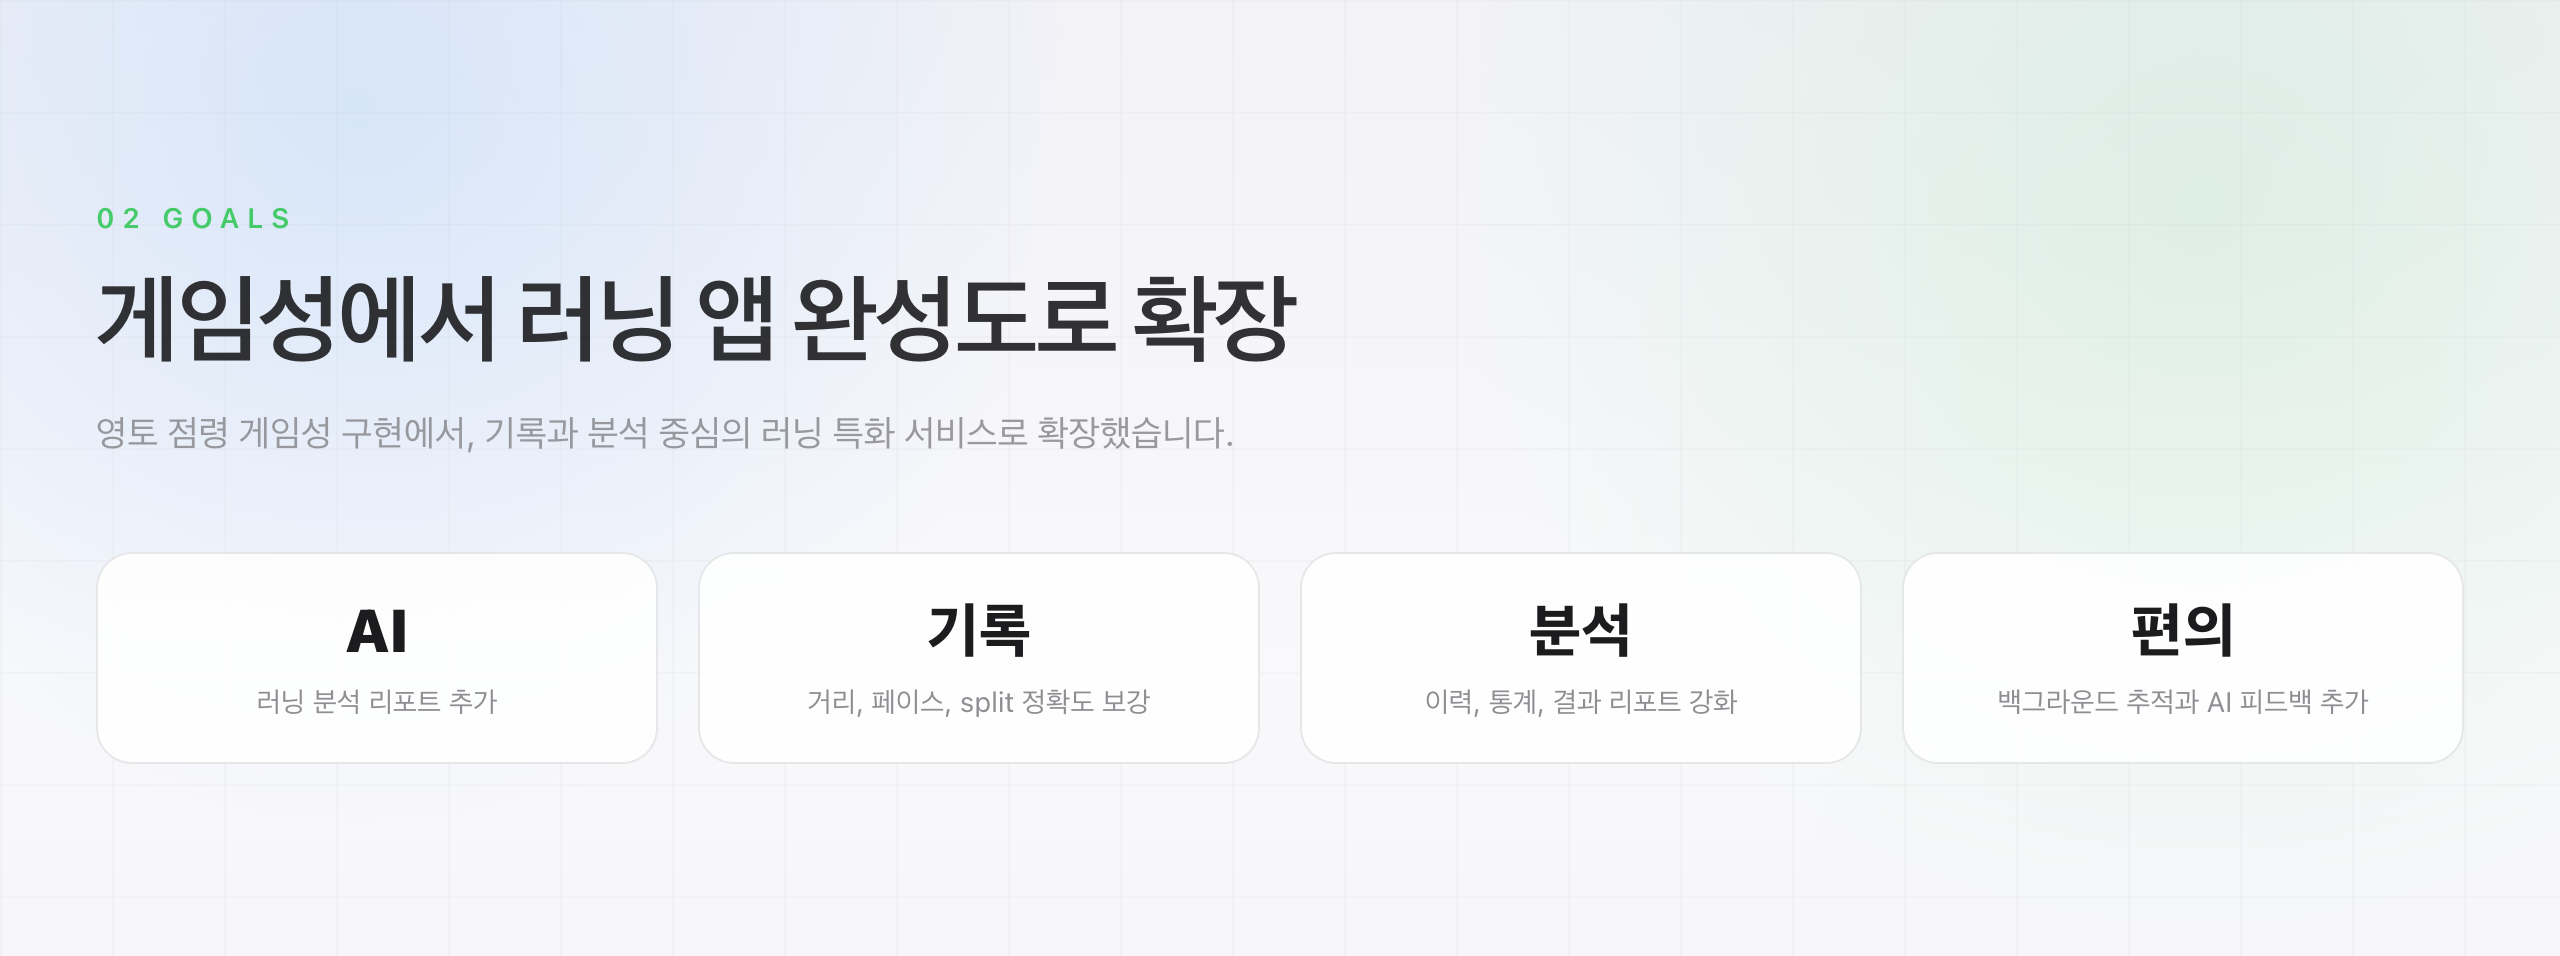 02 GOALS
게임성에서 러닝 앱 완성도로 확장
영토 점령 게임성 구현에서, 기록과 분석 중심의 러닝 특화 서비스로 확장했습니다.
AI
러닝 분석 리포트 추가
기록
거리, 페이스, split 정확도 보강
분석
이력, 통계, 결과 리포트 강화
편의
백그라운드 추적과 AI 피드백 추가